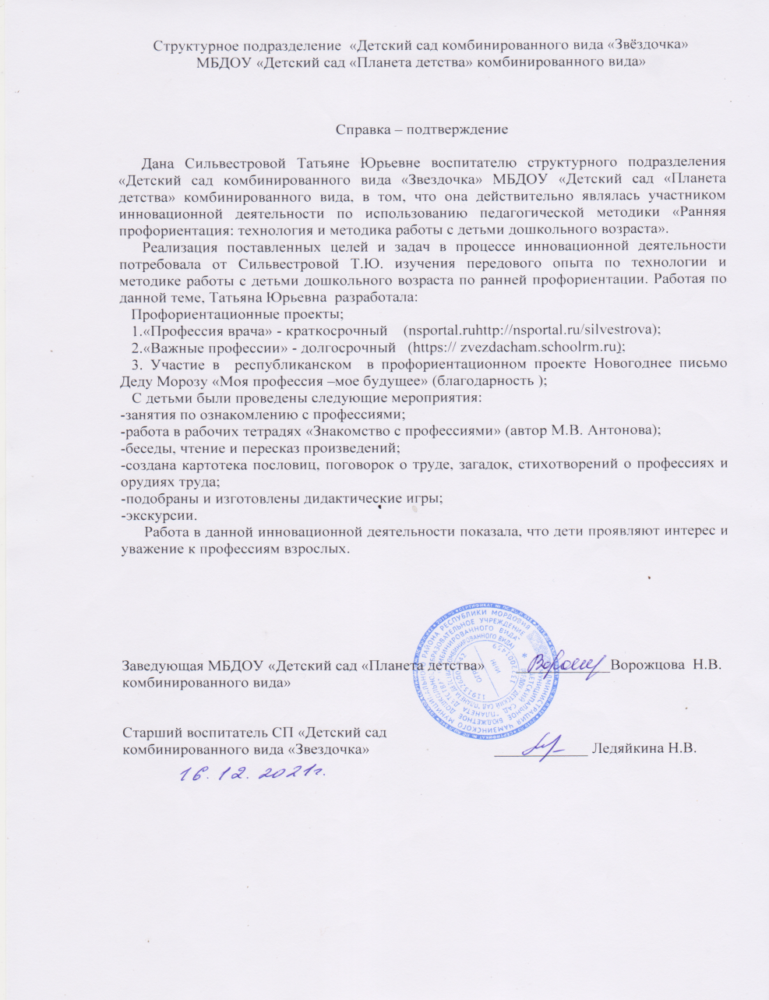 Структурное подразделение «Детский сад комбинированного вида «Звёздочка»
МБДОУ «Детский сад «Планета детства» комбинированного вида»
Справка – подтверждение
Дана Сильвестровой Татьяне Юрьевне воспитателю структурного подразделения
«Детский сад комбинированного вида «Звездочка» МБДОУ «Детский сад «Планета
детства» комбинированного вида, в том, что она действительно являлась участником
инновационной деятельности по использованию педагогической методики «Ранняя
профориентация: технология и методика работы с детьми дошкольного возраста».
Реализация поставленных целей и задач в процессе инновационной деятельности
потребовала от Сильвестровой Т.Ю. изучения передового опыта по технологии и
методике работы с детьми дошкольного возраста по ранней профориентации. Работая по
данной теме, Татьяна Юрьевна разработала:
Профориентационные проекты;
1.«Профессия врача» - краткосрочный (nsportal.ruhttp://nsportal.ru/silvestrova);
2.«Важные профессии» - долгосрочный (https:// zvezdacham.schoolrm.ru);
3. Участие в республиканском в профориентационном проекте Новогоднее письмо
Деду Морозу «Моя профессия –мое будущее» (благодарность );
С детьми были проведены следующие мероприятия:
-занятия по ознакомлению с профессиями;
-работа в рабочих тетрадях «Знакомство с профессиями» (автор М.В. Антонова);
-беседы, чтение и пересказ произведений;
-создана картотека пословиц, поговорок о труде, загадок, стихотворений о профессиях и
орудиях труда;
-подобраны и изготовлены дидактические игры;
-экскурсии.
Работа в данной инновационной деятельности показала, что дети проявляют интерес и
уважение к профессиям взрослых.
Заведующая МБДОУ «Детский сад «Планета детства» Ворожцова Н.В.
комбинированного вида»
Старший воспитатель СП «Детский сад
комбинированного вида «Звездочка» Ледяйкина Н.В.
16.12.2021г.